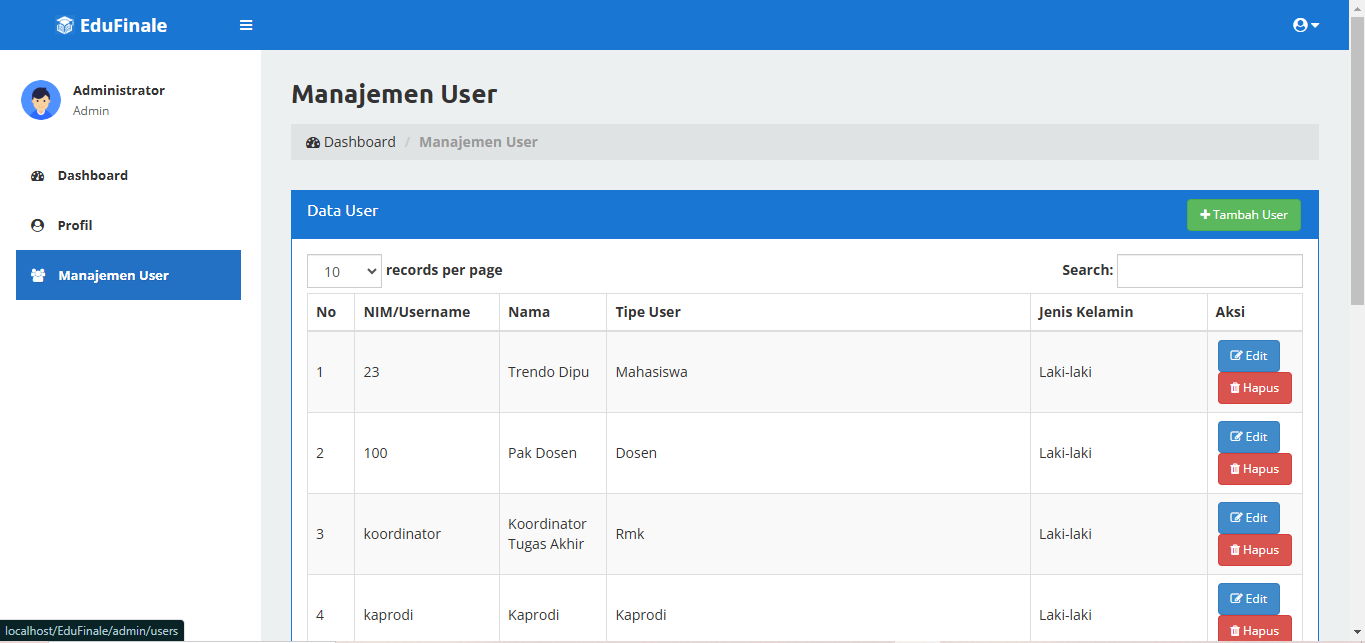 EduFinale
Administrator
Admin
Dashboard
Profil
Manajemen User
Manajemen User
Dashboard / Manajemen User
Data User
Tambah User
10 records per page
Search:
No NIM/Username Nama Tipe User Jenis Kelamin Aksi
1 23 Trendo Dipu Mahasiswa Laki-laki Edit
Hapus
2 100 Pak Dosen Dosen Laki-laki Edit
Hapus
3 koordinator Koordinator Tugas Akhir Rmk Laki-laki Edit
Hapus
4 kaprodi Kaprodi Kaprodi Laki-laki Edit
Hapus
localhost/EduFinale/admin/users